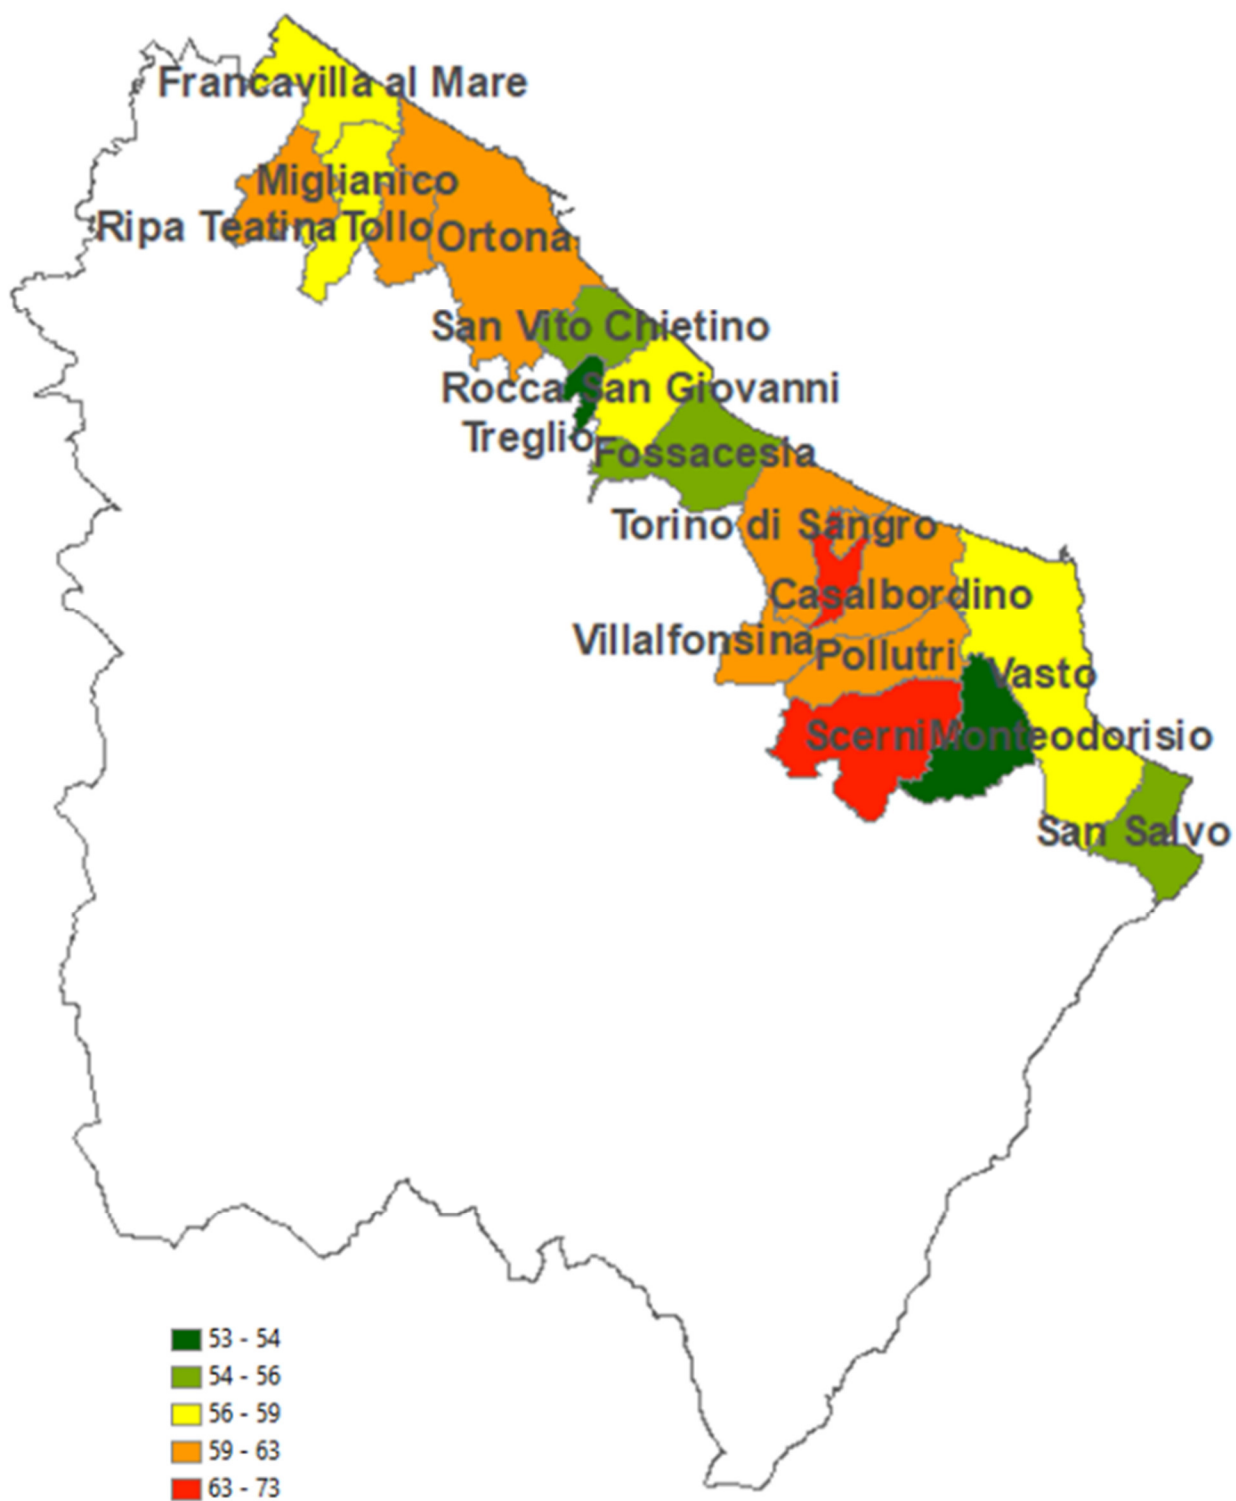 Francavilla al Mare
Miglianico
Ripa Teatina Tollo Ortona
San Vito Chietino
Rocca San Giovanni
Treglio
Fossacesia
Torino di Sangro
Casalbordino
Villalfonsina
Pollutri
Vasto
Scerni Monteodorisio
San Salvo
53 - 54
54 - 56
56 - 59
59 - 63
63 - 73